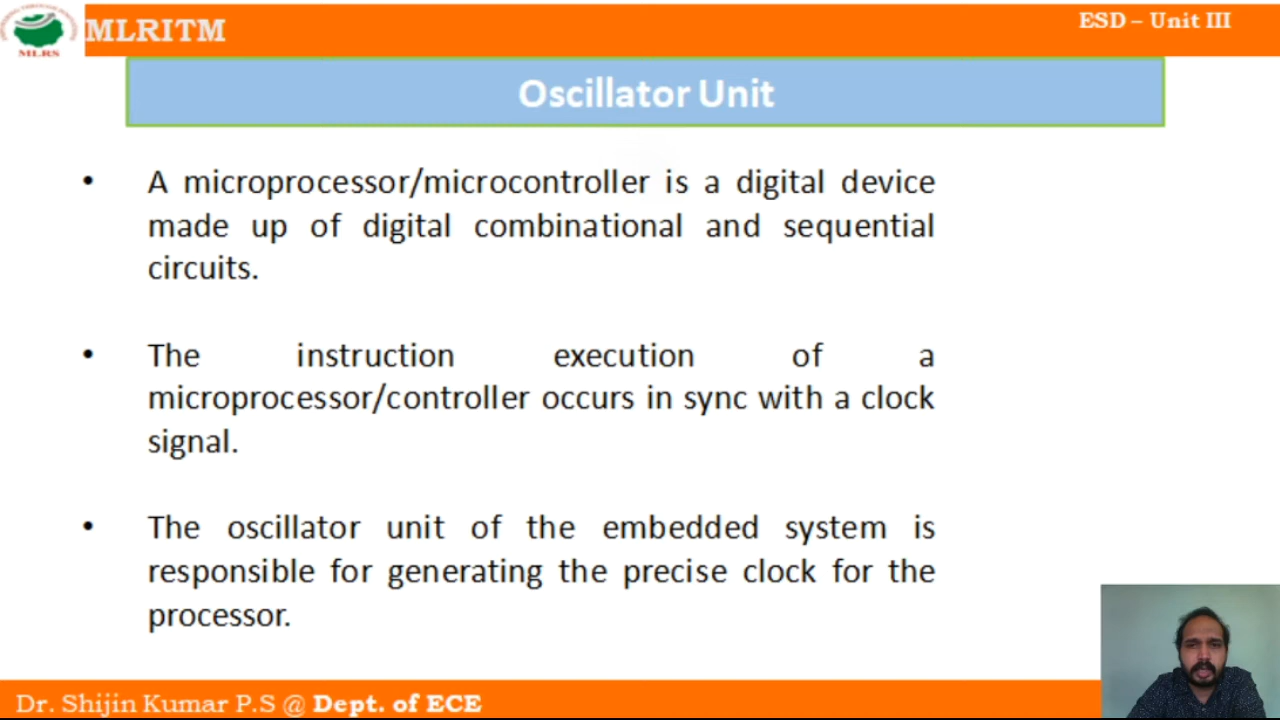 MLRITM
ESD – Unit III
MLRS
Oscillator Unit
• A microprocessor/microcontroller is a digital device
made up of digital combinational and sequential
circuits.
• The instruction execution of a
microprocessor/controller occurs in sync with a clock
signal.
• The oscillator unit of the embedded system is
responsible for generating the precise clock for the
processor.
Dr. Shijin Kumar P.S @ Dept. of ECE